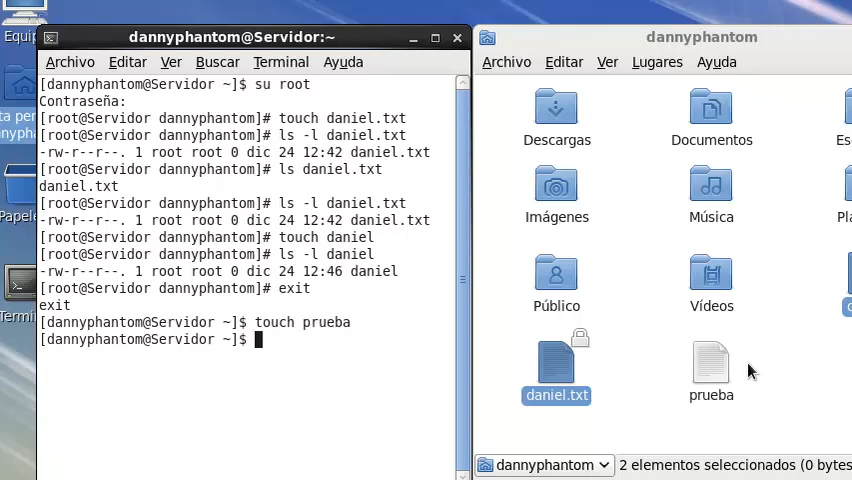 Equip
ta per
nyphan
Papele
Termin
dannyphantom@Servidor:~
Archivo Editar Ver Buscar Terminal Ayuda
[dannyphantom@Servidor ~]$ su root
Contraseña:
[root@Servidor dannyphantom]# touch daniel.txt
[root@Servidor dannyphantom]# ls -l daniel.txt
-rw-r--r--. 1 root root 0 dic 24 12:42 daniel.txt
[root@Servidor dannyphantom]# ls daniel.txt
daniel.txt
[root@Servidor dannyphantom]# ls -l daniel.txt
-rw-r--r--. 1 root root 0 dic 24 12:42 daniel.txt
[root@Servidor dannyphantom]# touch daniel
[root@Servidor dannyphantom]# ls -l daniel
-rw-r--r--. 1 root root 0 dic 24 12:46 daniel
[root@Servidor dannyphantom]# exit
exit
[dannyphantom@Servidor ~]$ touch prueba
[dannyphantom@Servidor ~]$
dannyphantom
Archivo Editar Ver Lugares Ayuda
Descargas Documentos Es
Imágenes Música Pla
Público Vídeos
daniel.txt prueba
dannyphantom 2 elementos seleccionados (0 bytes